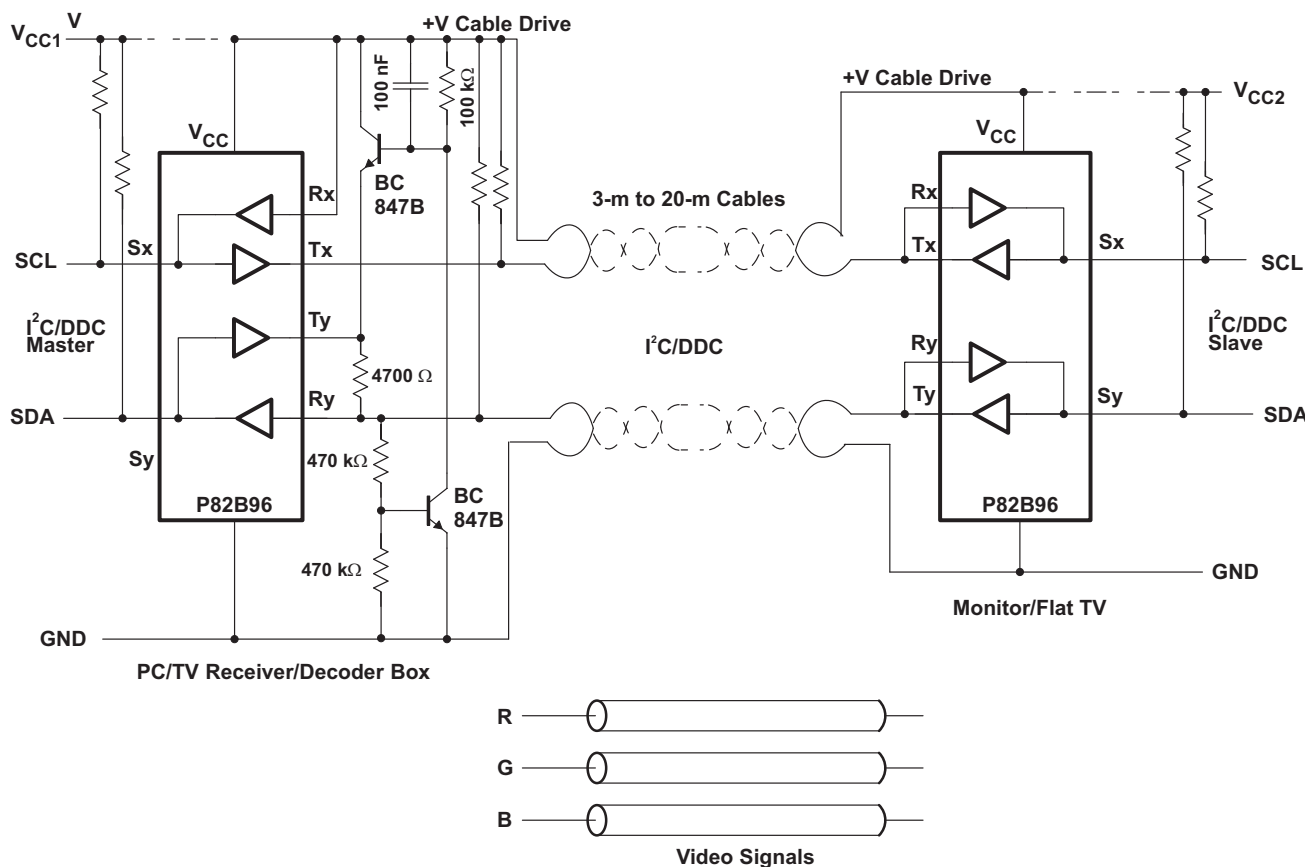 V
VCC1
+V Cable Drive
100 nF
100 kΩ
+V Cable Drive
VCC2
VCC
VCC
BC
847B
Rx
3-m to 20-m Cables
Rx
Sx
Tx
Tx
Sx
SCL
SCL
I²C/DDC
Master
Ty
I²C/DDC
Ry
I²C/DDC
Slave
4700 Ω
Ry
Ty
Sy
SDA
SDA
Sy
470 kΩ
BC
847B
P82B96
P82B96
470 kΩ
GND
Monitor/Flat TV
GND
PC/TV Receiver/Decoder Box
R
G
B
Video Signals